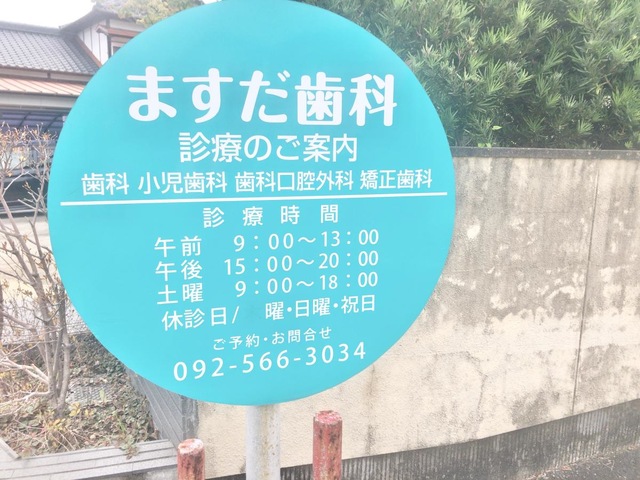 ますだ歯科
診療のご案内
歯科 小児歯科 歯科口腔外科 矯正歯科
診療時間
午前 9:00～13:00
午後 15:00～20:00
土曜 9:00～18:00
休診日/ 曜・日曜・祝日
ご予約・お問合せ
092-566-3034